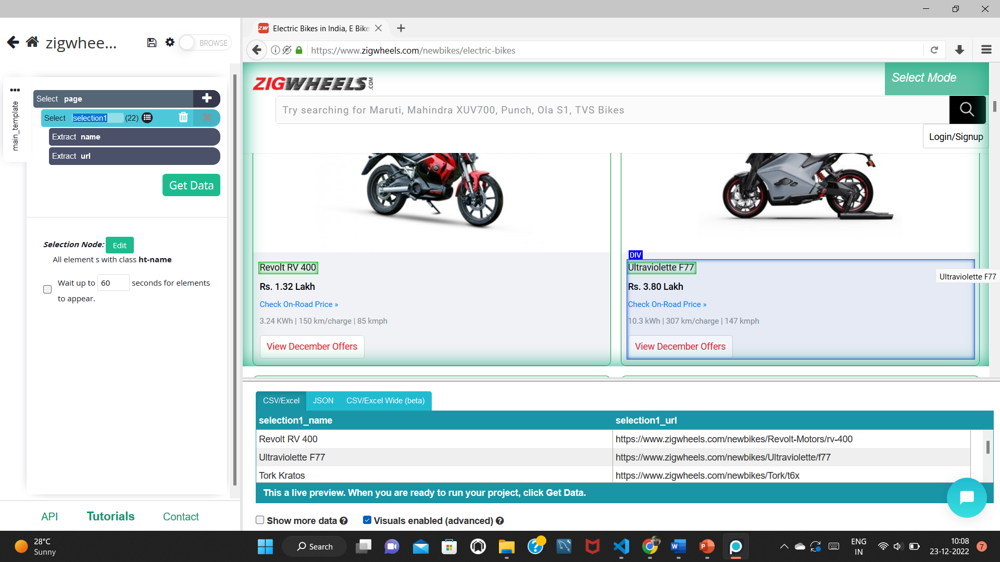 zigwhee...
BROWSE
main_template
Select page
Select selection1 (22)
Extract name
Extract url
Get Data
Selection Node: Edit
All element s with class ht-name
Wait up to 60 seconds for elements
to appear.
API Tutorials Contact
ZW Electric Bikes in India, E Bike
https://www.zigwheels.com/newbikes/electric-bikes
ZIGWHEELS.COM
Select Mode
Try searching for Maruti, Mahindra XUV700, Punch, Ola S1, TVS Bikes
Login/Signup
Revolt RV 400
Rs. 1.32 Lakh
Check On-Road Price »
3.24 KWh | 150 km/charge | 85 kmph
View December Offers
DIV
Ultraviolette F77
Rs. 3.80 Lakh
Check On-Road Price »
10.3 kWh | 307 km/charge | 147 kmph
View December Offers
Ultraviolette F77
CSV/Excel JSON CSV/Excel Wide (beta)
selection1_name selection1_url
Revolt RV 400 https://www.zigwheels.com/newbikes/Revolt-Motors/rv-400
Ultraviolette F77 https://www.zigwheels.com/newbikes/Ultraviolette/f77
Tork Kratos https://www.zigwheels.com/newbikes/Tork/t6x
This a live preview. When you are ready to run your project, click Get Data.
Show more data ? Visuals enabled (advanced) ?
28°C
Sunny
Search
ENG
IN
10:08
23-12-2022
7